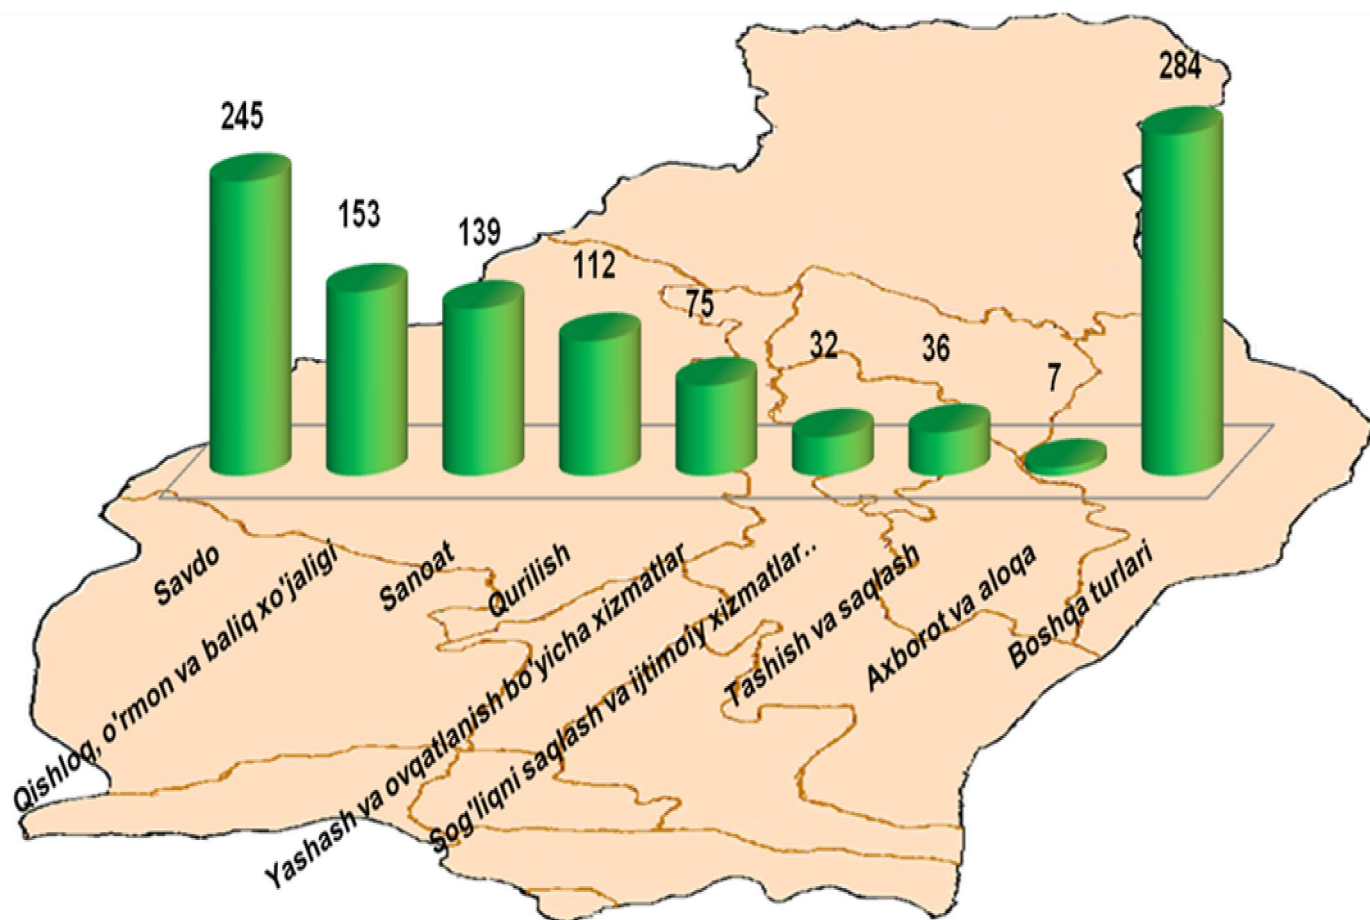 245
153
139
112
75
32
36
7
284
Savdo
Qishloq, o'rmon va baliq xo'jaligi
Sanoat
Qurilish
Yashash va ovqatlanish bo'yicha xizmatlar
Sog'liqni saqlash va ijtimoiy xizmatlar..
Tashish va saqlash
Axborot va aloqa
Boshqa turlari